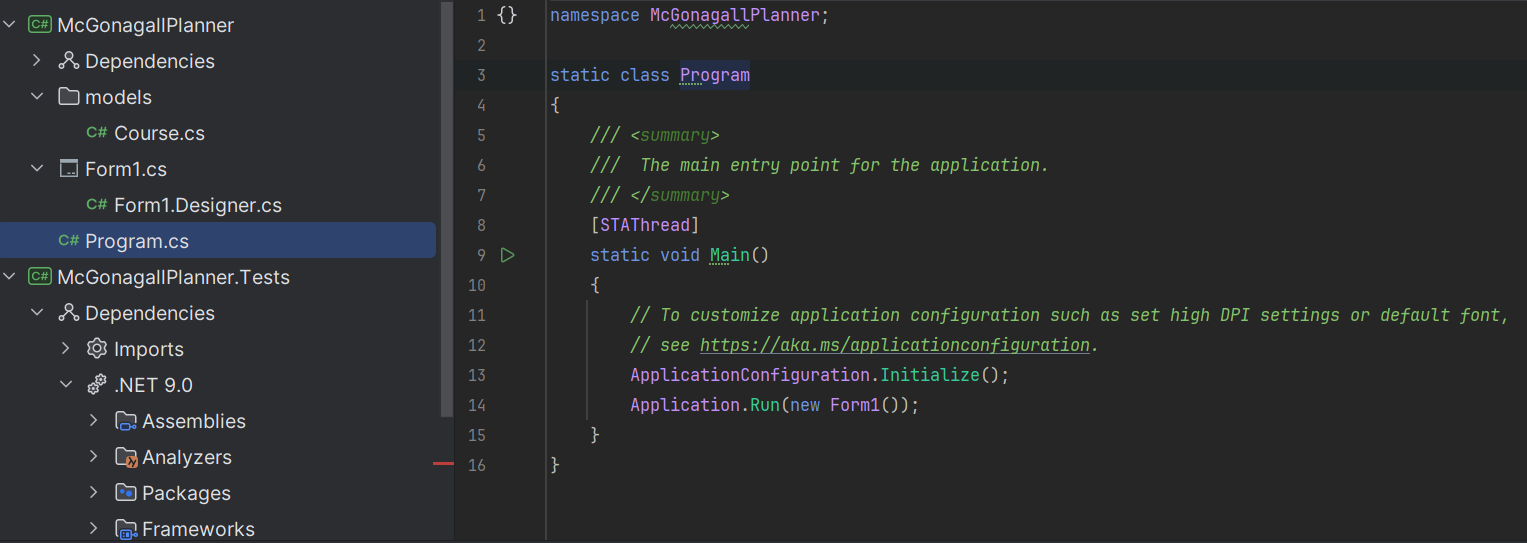 McGonagallPlanner
Dependencies
models
C# Course.cs
Form1.cs
C# Form1.Designer.cs
C# Program.cs
C# McGonagallPlanner.Tests
Dependencies
Imports
.NET 9.0
Assemblies
Analyzers
Packages
Frameworks
1 {} namespace McGonagallPlanner;
2
3 static class Program
4 {
5 /// <summary>
6 ///  The main entry point for the application.
7 /// </summary>
8 [STAThread]
9 static void Main()
10 {
11 // To customize application configuration such as set high DPI settings or default font,
12 // see https://aka.ms/applicationconfiguration.
13 ApplicationConfiguration.Initialize();
14 Application.Run(new Form1());
15 }
16 }